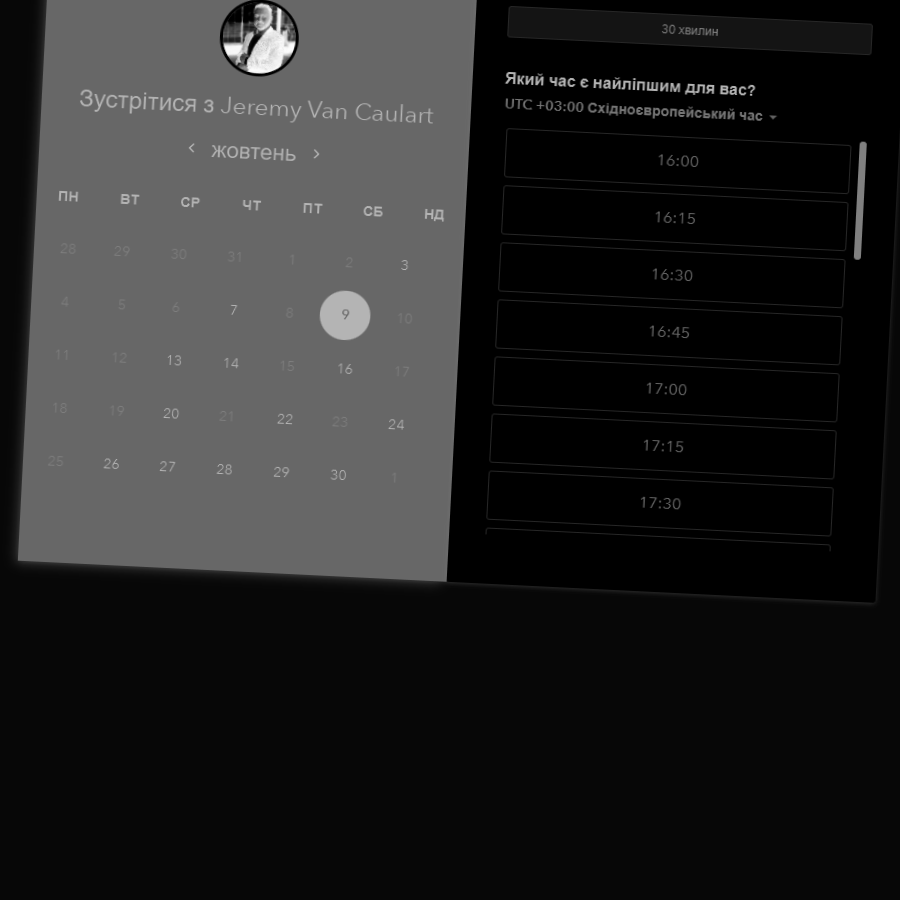 Зустрітися з Jeremy Van Caulart
жовтень
ПН ВТ СР ЧТ ПТ СБ НД
28 29 30 31 1 2 3
4 5 6 7 8 9 10
11 12 13 14 15 16 17
18 19 20 21 22 23 24
25 26 27 28 29 30 1
30 хвилин
Який час є найліпшим для вас?
UTC +03:00 Східноєвропейський час
16:00
16:15
16:30
16:45
17:00
17:15
17:30